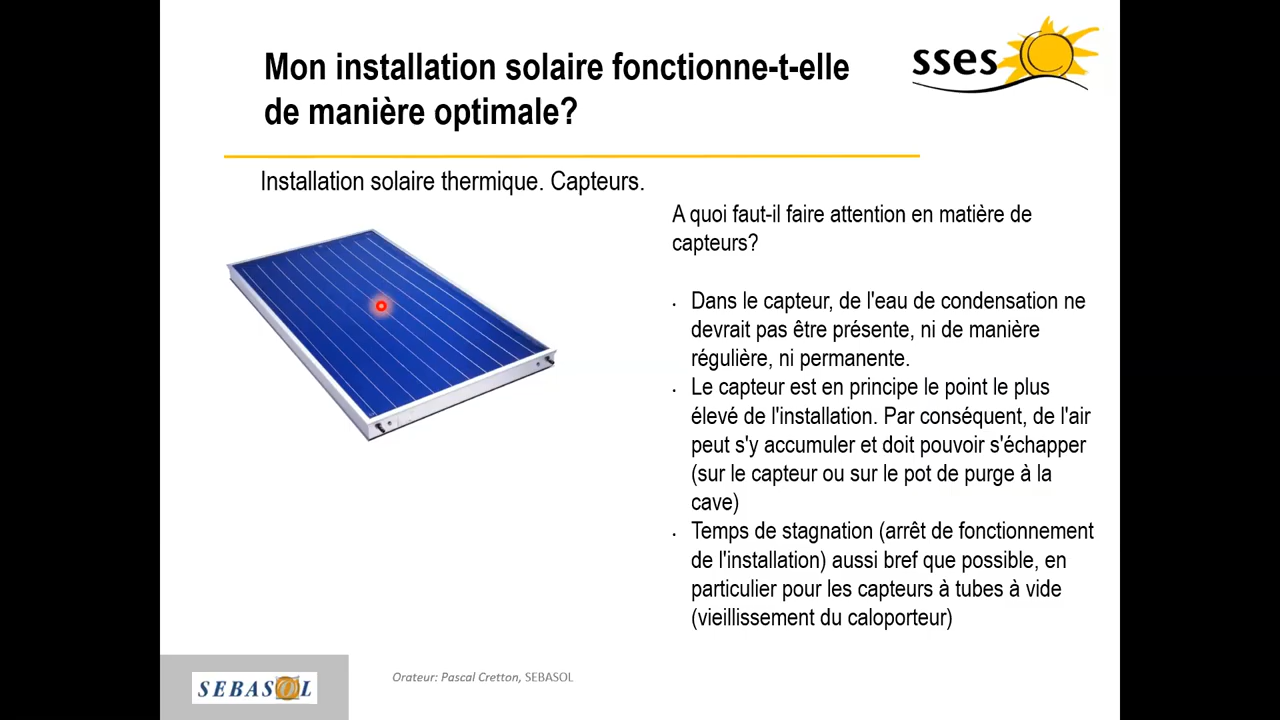 Mon installation solaire fonctionne-t-elle
de manière optimale?
sses
Installation solaire thermique. Capteurs.
A quoi faut-il faire attention en matière de
capteurs?
• Dans le capteur, de l'eau de condensation ne
devrait pas être présente, ni de manière
régulière, ni permanente.
• Le capteur est en principe le point le plus
élevé de l'installation. Par conséquent, de l'air
peut s'y accumuler et doit pouvoir s'échapper
(sur le capteur ou sur le pot de purge à la
cave)
• Temps de stagnation (arrêt de fonctionnement
de l'installation) aussi bref que possible, en
particulier pour les capteurs à tubes à vide
(vieillissement du caloporteur)
SEBASOL
Orateur: Pascal Cretton, SEBASOL